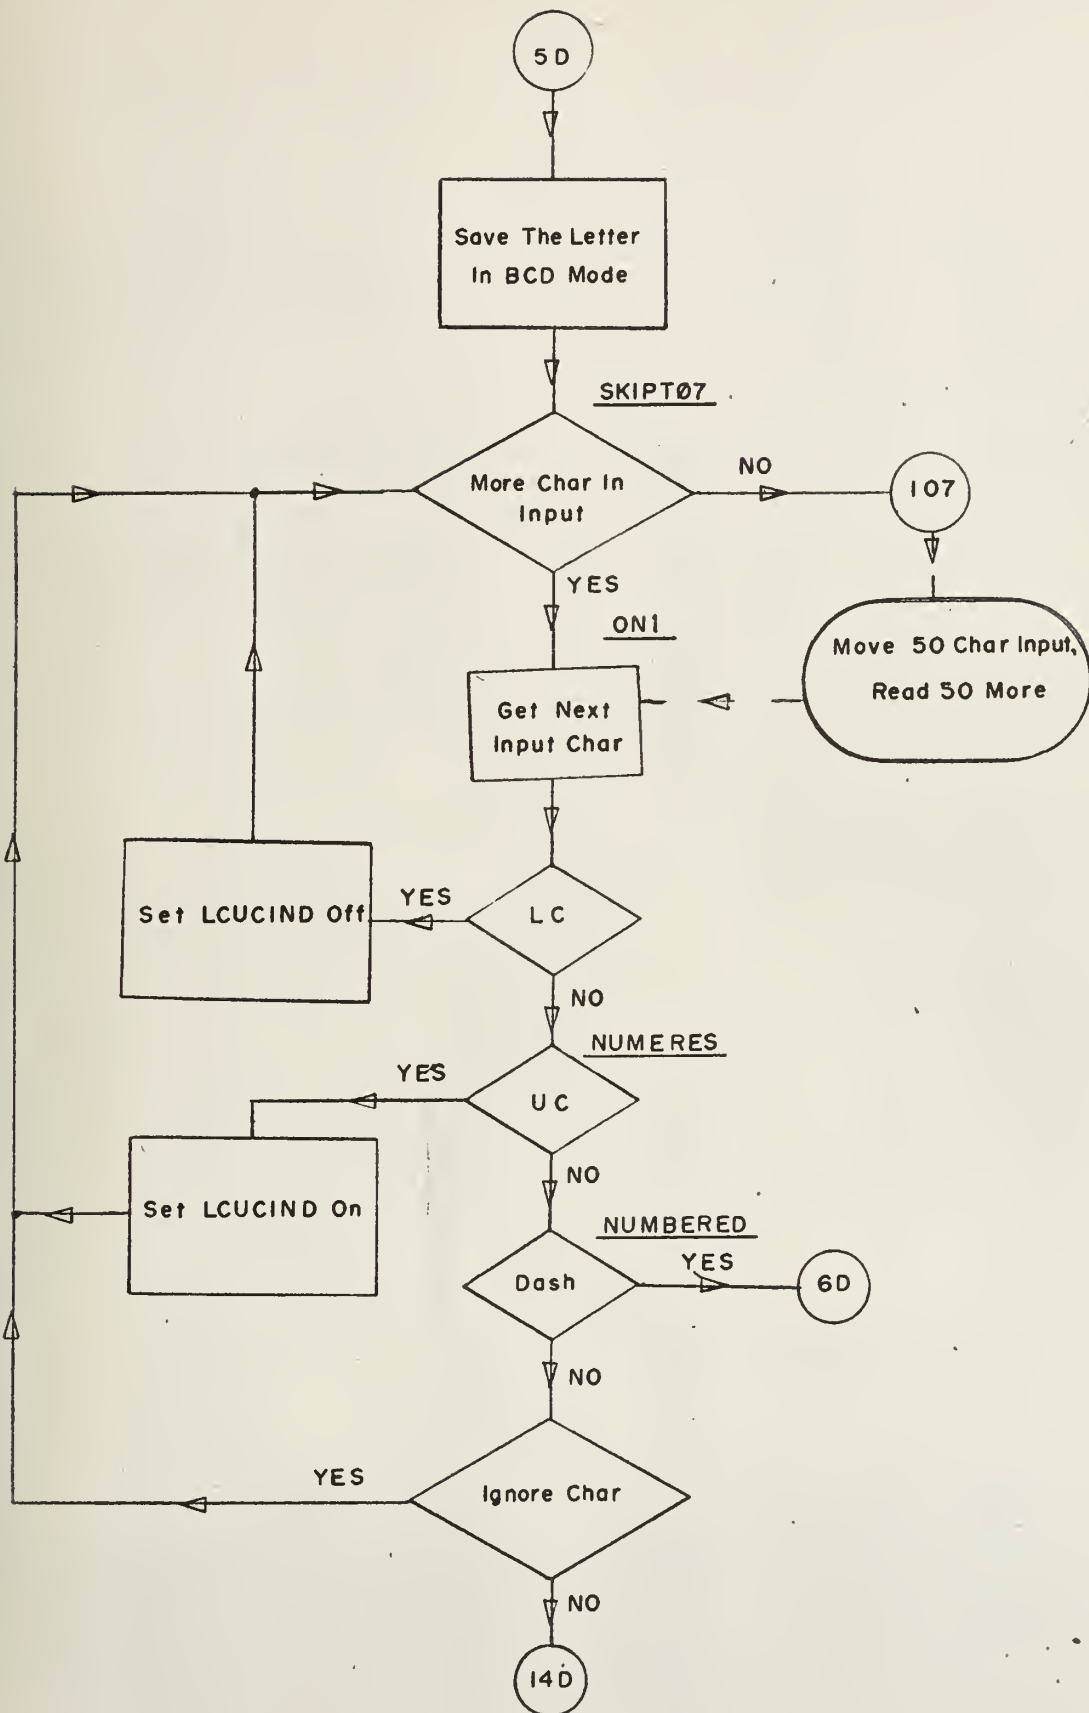 5D
Save The Letter
In BCD Mode
SKIPTØ7
More Char In
Input
NO
107
YES
ON1
Move 50 Char Input,
Read 50 More
Get Next
Input Char
Set LCUCIND Off
YES
LC
NO
NUMERES
YES
UC
NO
Set LCUCIND On
NUMBERED
YES
Dash
6D
NO
YES
Ignore Char
NO
14D